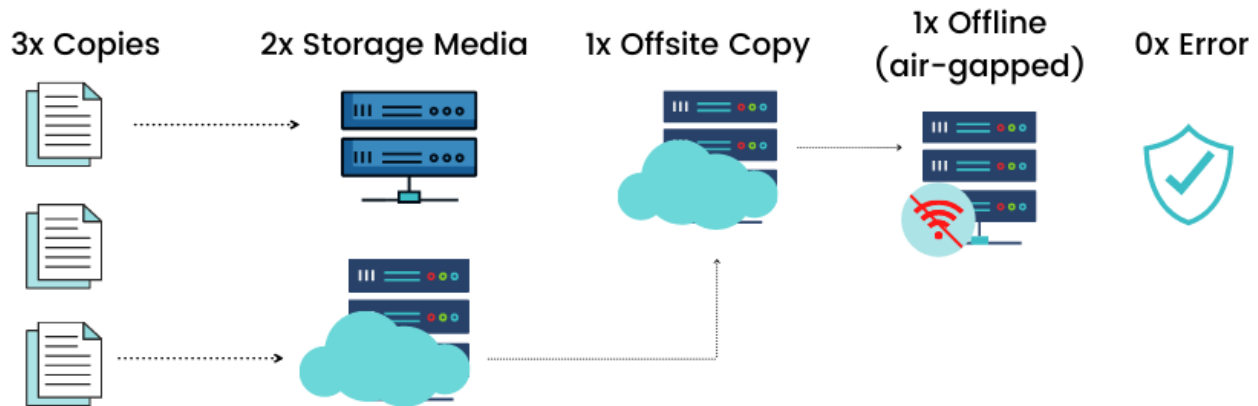 3x Copies
2x Storage Media
1x Offsite Copy
1x Offline
(air-gapped)
0x Error